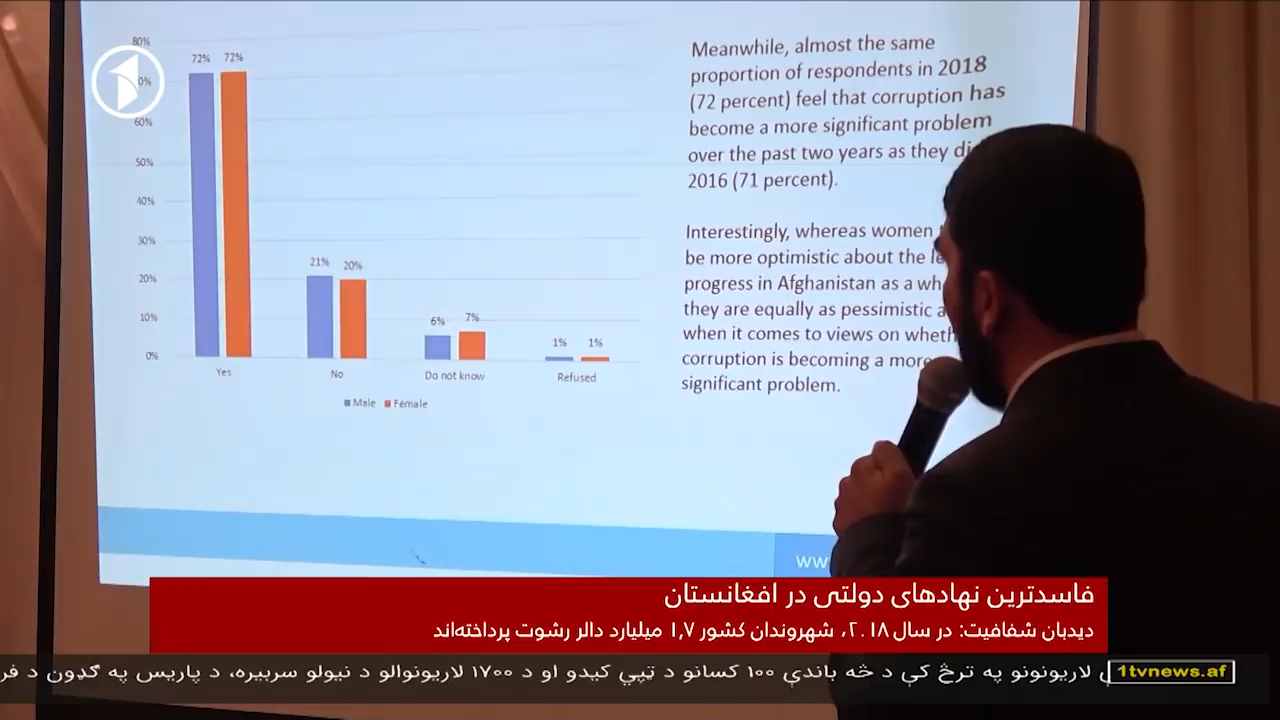 80%
72%
72%
0%
60%
50%
40%
30%
20%
10%
0%
21%
20%
6%
7%
1%
1%
Yes
No
Do not know
Refused
Male
Female
Meanwhile, almost the same
proportion of respondents in 2018
(72 percent) feel that corruption has
become a more significant problem
over the past two years as they
2016 (71 percent).
Interestingly, whereas women
be more optimistic about the
progress in Afghanistan as a
they are equally as pessimistic
when it comes to views on
corruption is becoming a more
significant problem.
فاسدترین نهادهای دولتی در افغانستان
دیدبان شفافیت: در سال ۲۰۱۸، شهروندان کشور ۱,۷ میلیارد دالر رشوت پرداخته‌اند
لاریونونو په ترڅ کې د څه باندې ۱۰۰ کسانو د ټپي کیدو او د ۱۷۰۰ لاریونوالو د نیولو سربیره، د پاریس په ګډون د
1tvnews.af